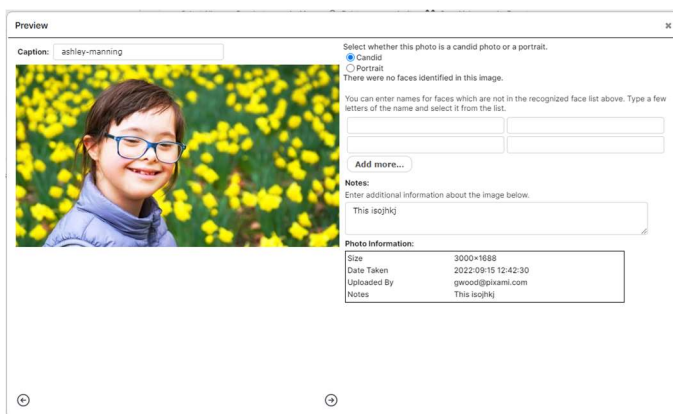 Preview
Caption: ashley-manning
Select whether this photo is a candid photo or a portrait.
Candid
Portrait
There were no faces identified in this image.
You can enter names for faces which are not in the recognized face list above. Type a few
letters of the name and select it from the list.
Add more...
Notes:
Enter additional information about the image below.
This isojhkj
Photo Information:
Size 3000×1688
Date Taken 2022:09:15 12:42:30
Uploaded By gwood@pixami.com
Notes This isojhkj